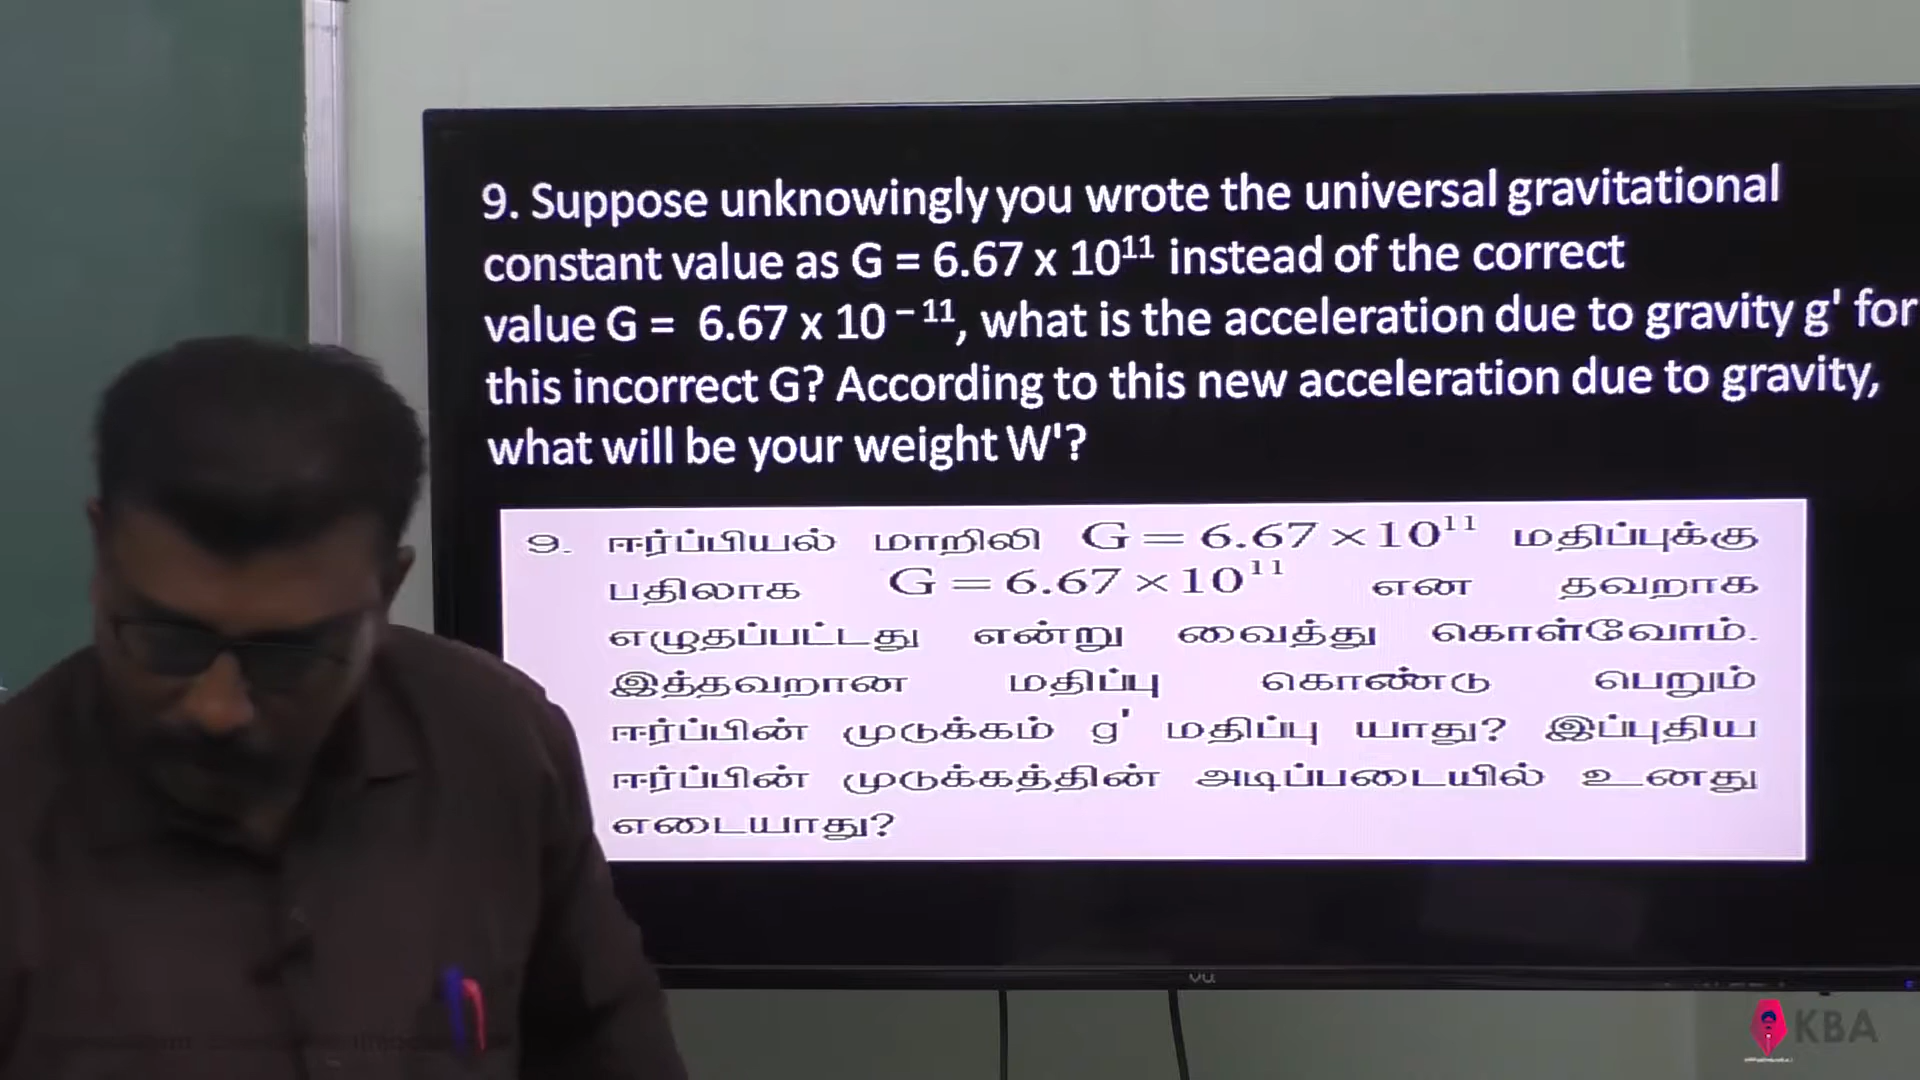 9. Suppose unknowingly you wrote the universal gravitational
constant value as G = 6.67 x 10¹¹ instead of the correct
value G = 6.67 x 10 ⁻ ¹¹, what is the acceleration due to gravity g' for
this incorrect G? According to this new acceleration due to gravity,
what will be your weight W'?
9. ஈர்ப்பியல் மாறிலி G = 6.67 × 10¹¹ மதிப்புக்கு
பதிலாக G = 6.67 × 10¹¹ என தவறாக
எழுதப்பட்டது என்று வைத்து கொள்வோம்.
இத்தவறான மதிப்பு கொண்டு பெறும்
ஈர்ப்பின் முடுக்கம் g' மதிப்பு யாது? இப்புதிய
ஈர்ப்பின் முடுக்கத்தின் அடிப்படையில் உனது
எடையாது?
vu
KBA